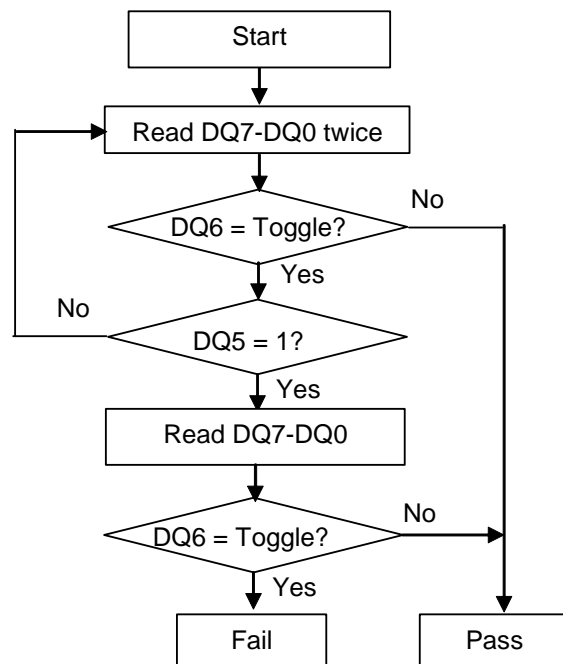 Start
Read DQ7-DQ0 twice
No
DQ6 = Toggle?
Yes
No
DQ5 = 1?
Yes
Read DQ7-DQ0
No
DQ6 = Toggle?
Yes
Fail
Pass